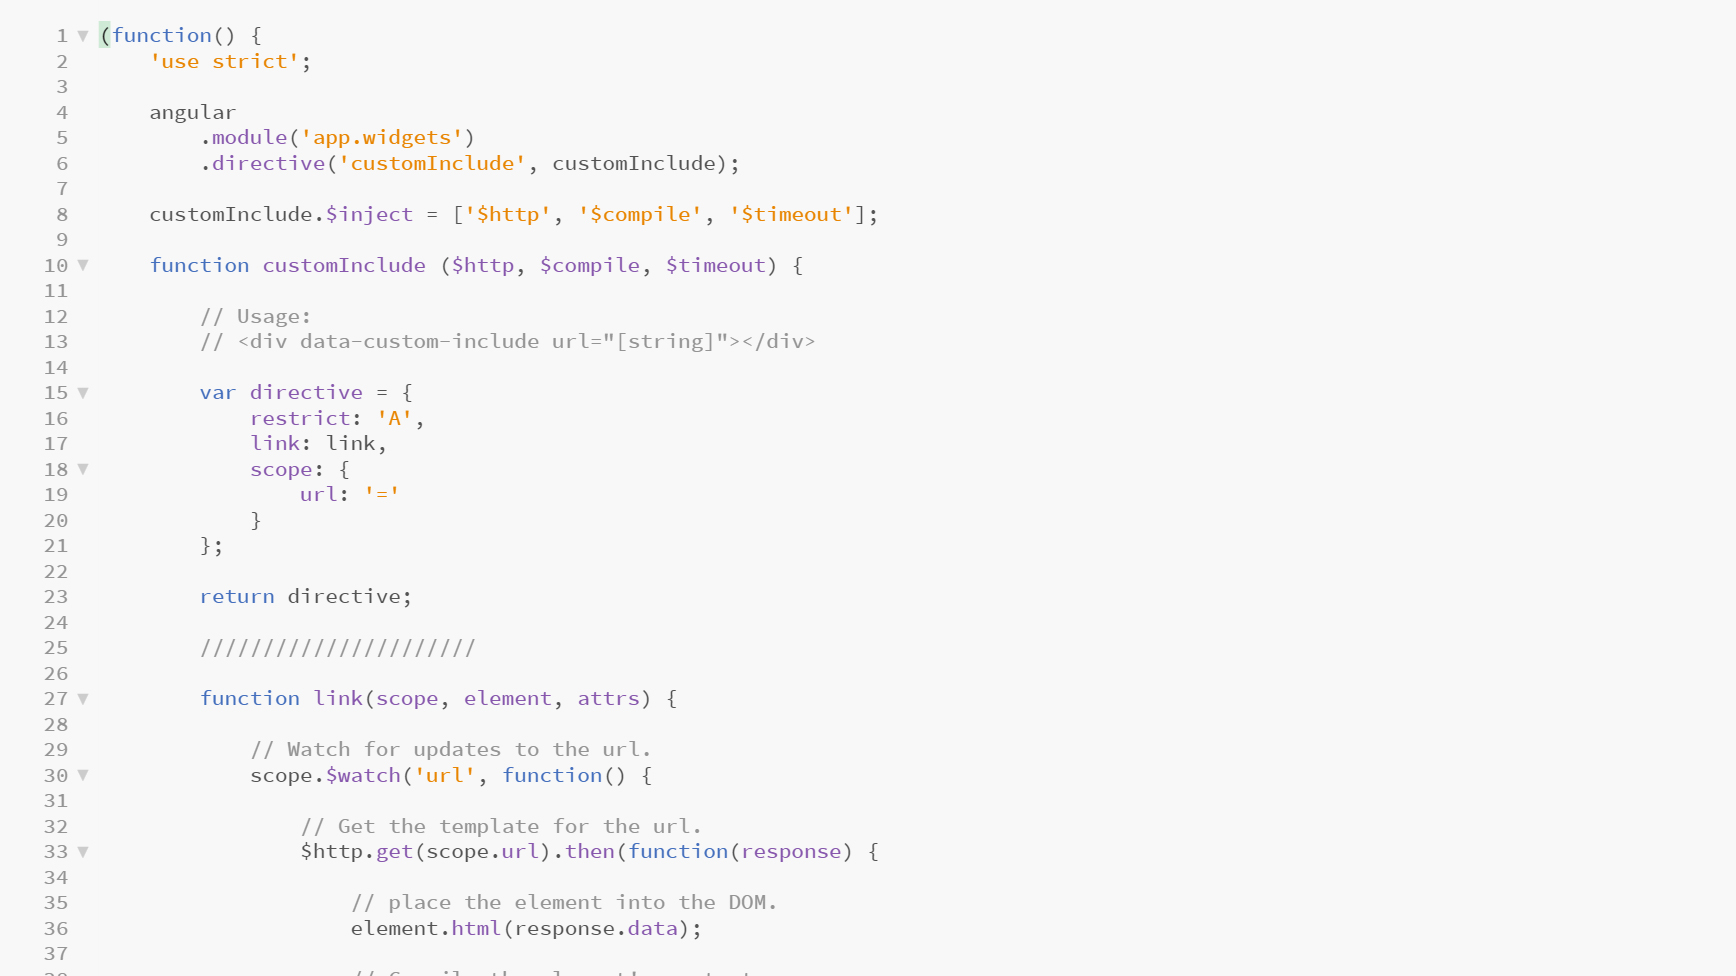 1 ▼ (function() {
2     'use strict';
3
4     angular
5         .module('app.widgets')
6         .directive('customInclude', customInclude);
7
8     customInclude.$inject = ['$http', '$compile', '$timeout'];
9
10 ▼     function customInclude ($http, $compile, $timeout) {
11
12         // Usage:
13         // <div data-custom-include url="[string]"></div>
14
15 ▼         var directive = {
16             restrict: 'A',
17             link: link,
18 ▼             scope: {
19                 url: '='
20             }
21         };
22
23         return directive;
24
25         //////////////////////
26
27 ▼         function link(scope, element, attrs) {
28
29             // Watch for updates to the url.
30 ▼             scope.$watch('url', function() {
31
32                 // Get the template for the url.
33 ▼                 $http.get(scope.url).then(function(response) {
34
35                     // place the element into the DOM.
36                     element.html(response.data);
37